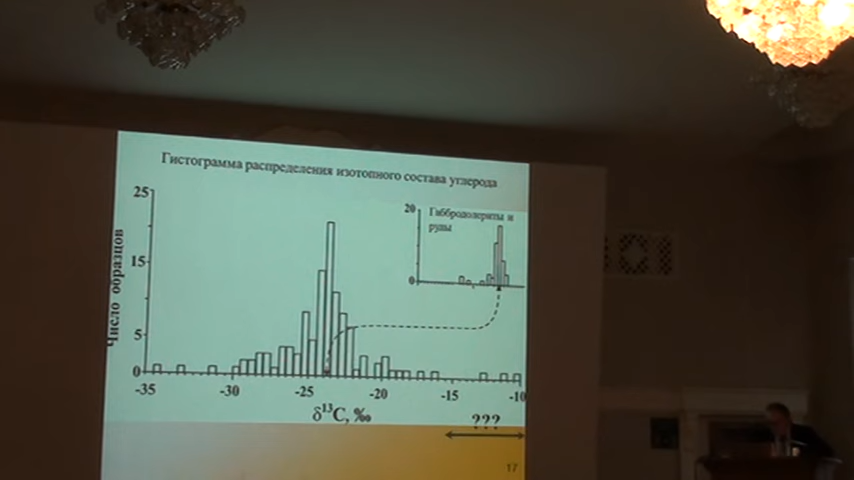 Гистограмма распределения изотопного состава углерода
25
15
5
0
Число образцов
20
0
Габбродолериты и
руды
-35
-30
-25
-20
-15
-10
δ¹³C, ‰
???
17